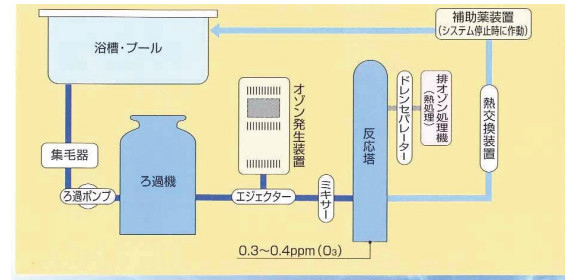 補助薬装置
(システム停止時に作動)
浴槽・プール
オゾン発生装置
ドレンセパレーター
排オゾン処理機
(熱処理)
熱交換装置
集毛器
反応塔
ろ過機
ろ過ポンプ
エジェクター
ミキサー
0.3～0.4ppm(O₃)